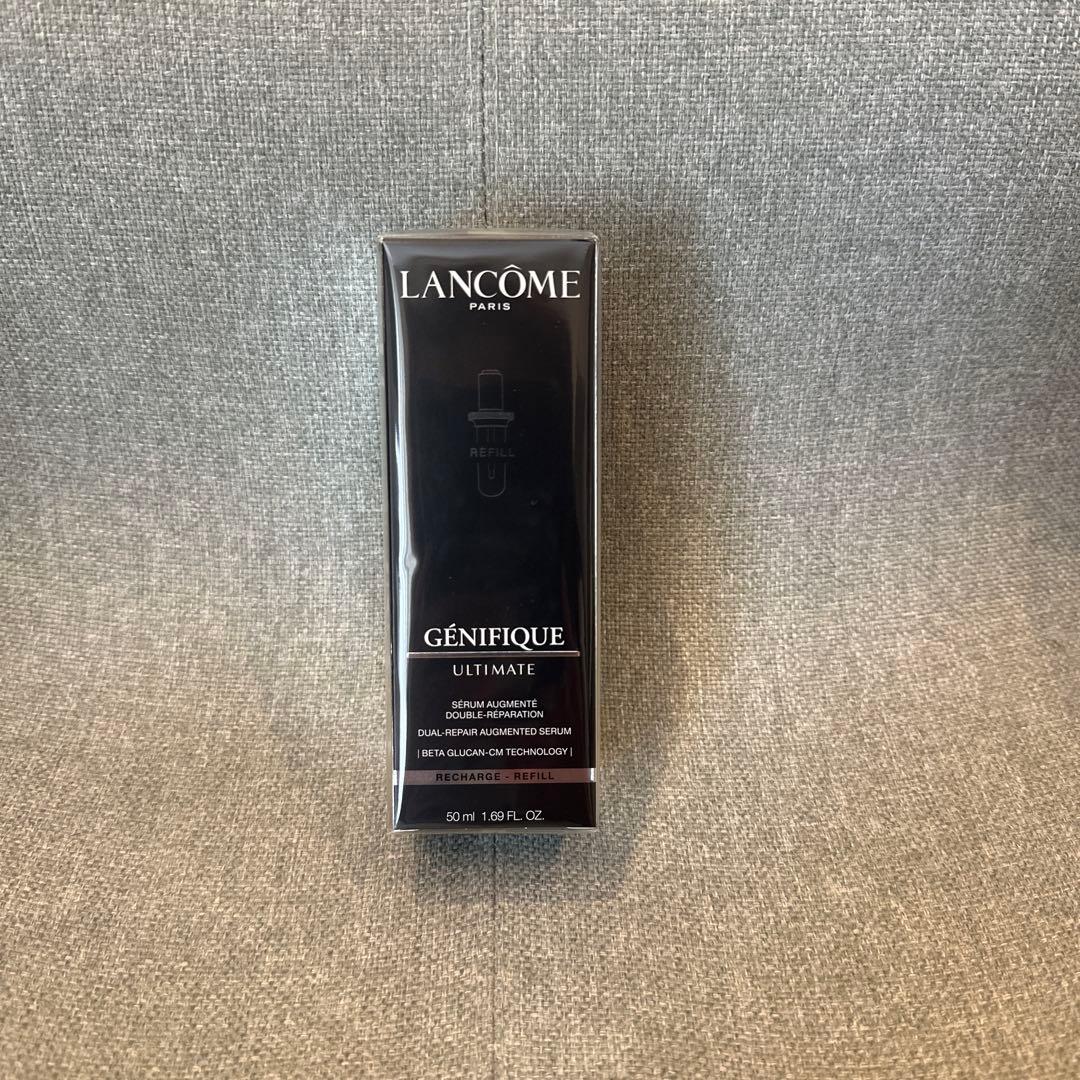 LANCÔME
PARIS
REFILL
GÉNIFIQUE
ULTIMATE
SÉRUM AUGMENTÉ
DOUBLE-RÉPARATION
DUAL-REPAIR AUGMENTED SERUM
| BETA GLUCAN-CM TECHNOLOGY |
RECHARGE - REFILL
50 ml 1.69 FL. OZ.